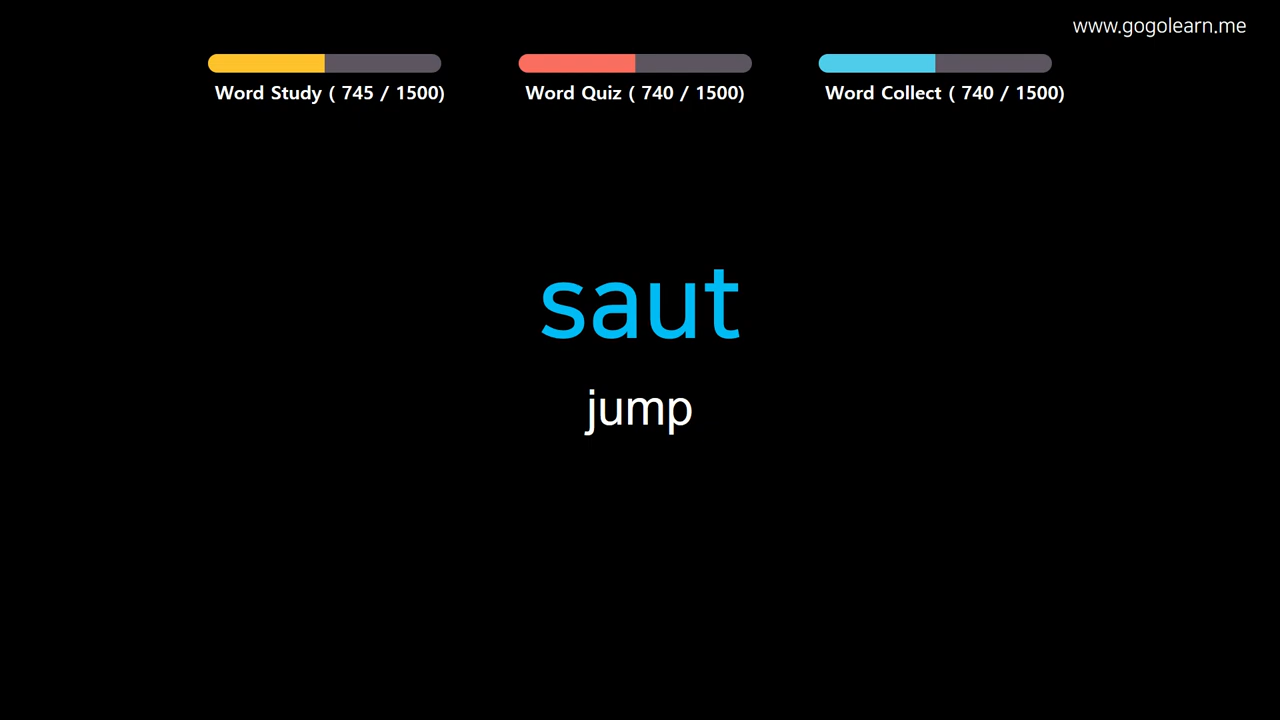 www.gogolearn.me
Word Study ( 745 / 1500)
Word Quiz ( 740 / 1500)
Word Collect ( 740 / 1500)
saut
jump